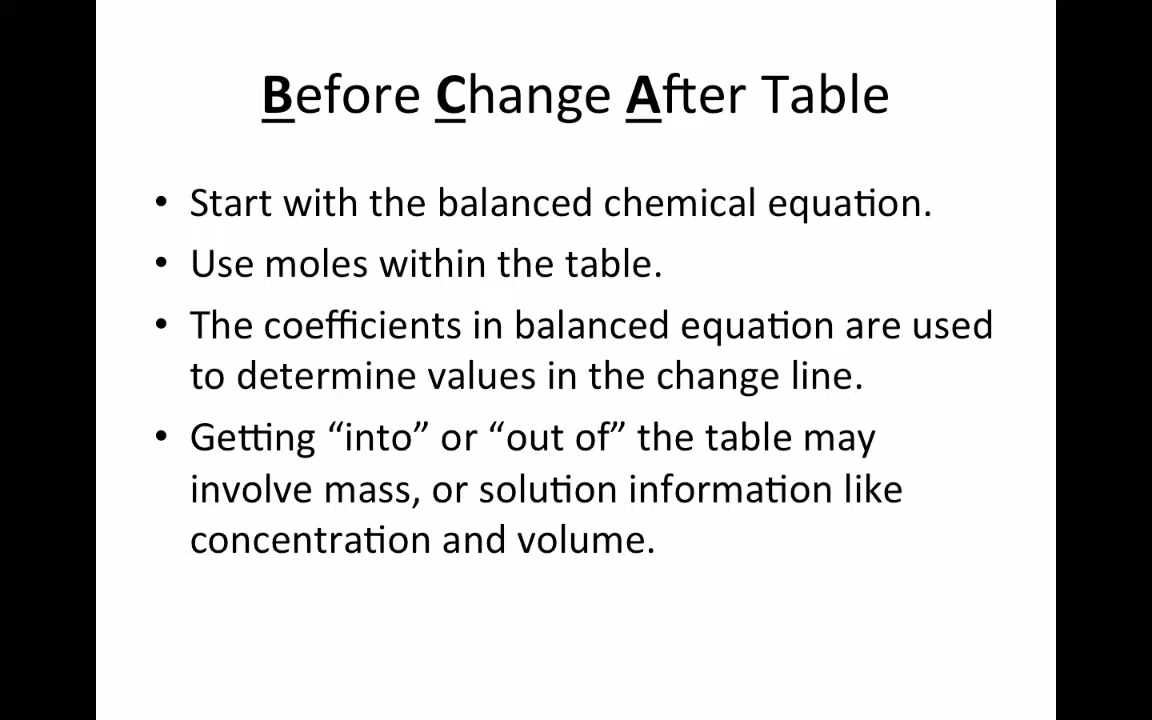 Before Change After Table
• Start with the balanced chemical equation.
• Use moles within the table.
• The coefficients in balanced equation are used
to determine values in the change line.
• Getting “into” or “out of” the table may
involve mass, or solution information like
concentration and volume.